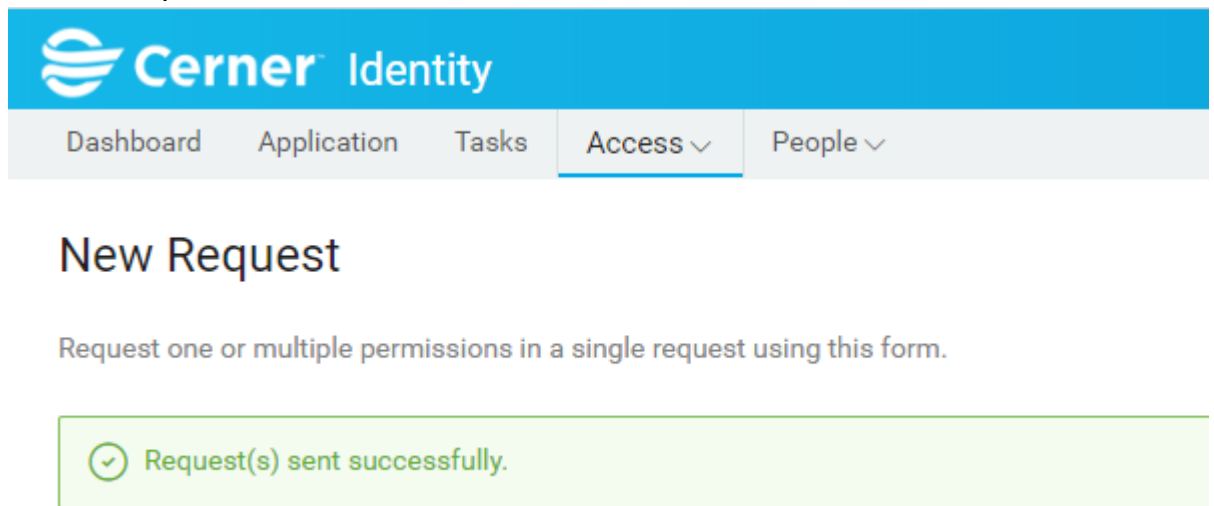 Cerner™ Identity
Dashboard Application Tasks Access People
New Request
Request one or multiple permissions in a single request using this form.
Request(s) sent successfully.